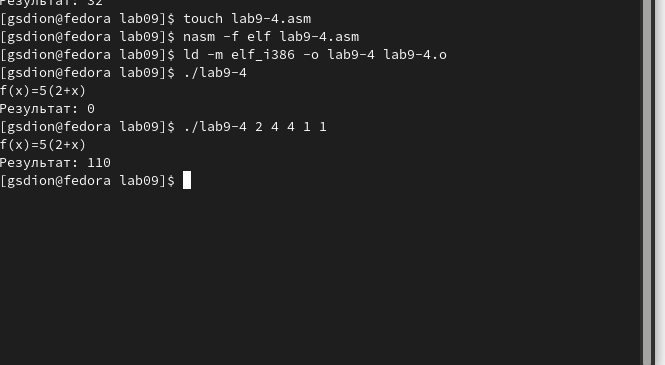 Результат: 32
[gsdion@fedora lab09]$ touch lab9-4.asm
[gsdion@fedora lab09]$ nasm -f elf lab9-4.asm
[gsdion@fedora lab09]$ ld -m elf_i386 -o lab9-4 lab9-4.o
[gsdion@fedora lab09]$ ./lab9-4
f(x)=5(2+x)
Результат: 0
[gsdion@fedora lab09]$ ./lab9-4 2 4 4 1 1
f(x)=5(2+x)
Результат: 110
[gsdion@fedora lab09]$